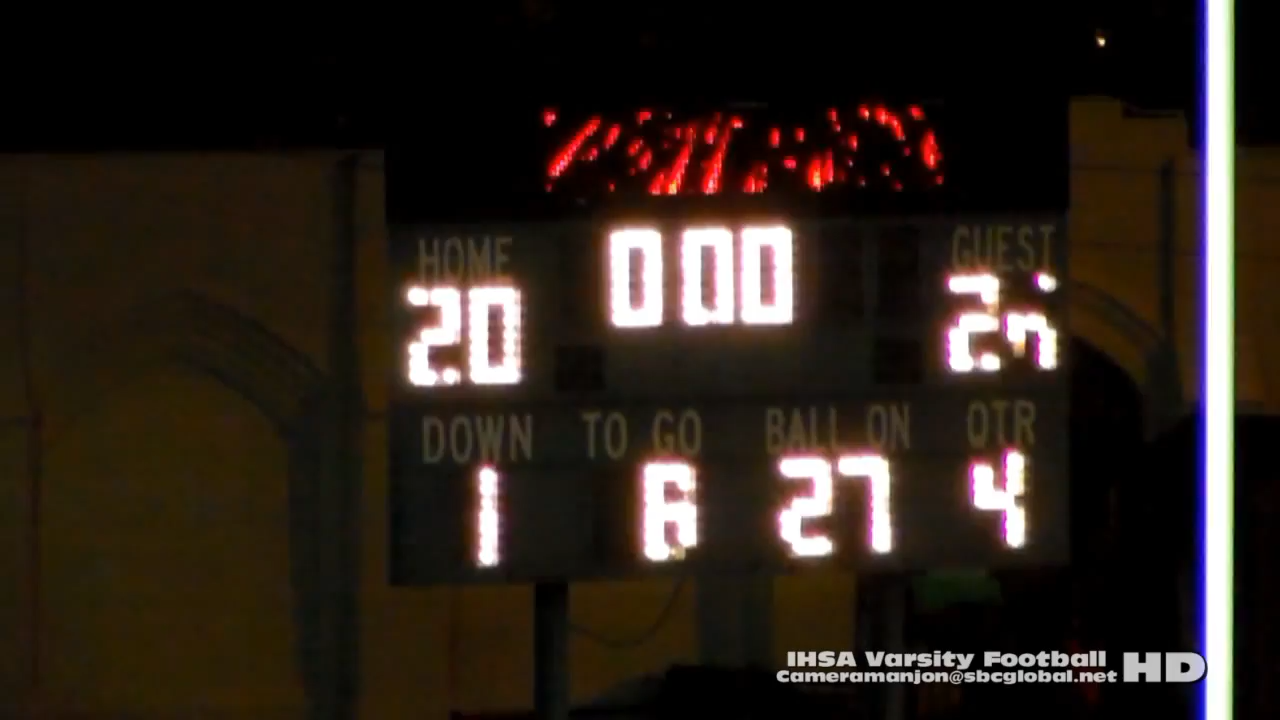 HOME
000
GUEST
20
DOWN TO GO BALL ON QTR
1 6 27 4
IHSA Varsity Football HD
Cameramanjon@sbcglobal.net